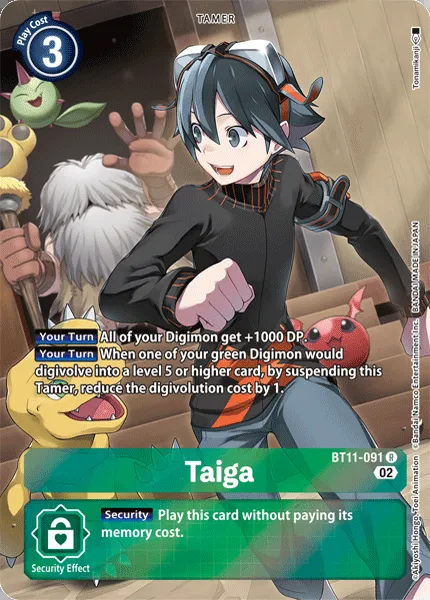 TAMER
Play Cost
3
Tonamikanji
Your Turn All of your Digimon get +1000 DP.
Your Turn When one of your green Digimon would
digivolve into a level 5 or higher card, by suspending this
Tamer, reduce the digivolution cost by 1.
BT11-091 R
Taiga
02
Security Play this card without paying its
memory cost.
Security Effect
©Akiyoshi Hongo, Toei Animation ©Bandai Namco Entertainment Inc. BANDAI MADE IN JAPAN